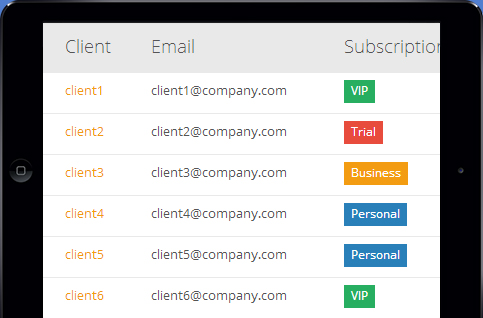 Client Email Subscription
client1 client1@company.com VIP
client2 client2@company.com Trial
client3 client3@company.com Business
client4 client4@company.com Personal
client5 client5@company.com Personal
client6 client6@company.com VIP